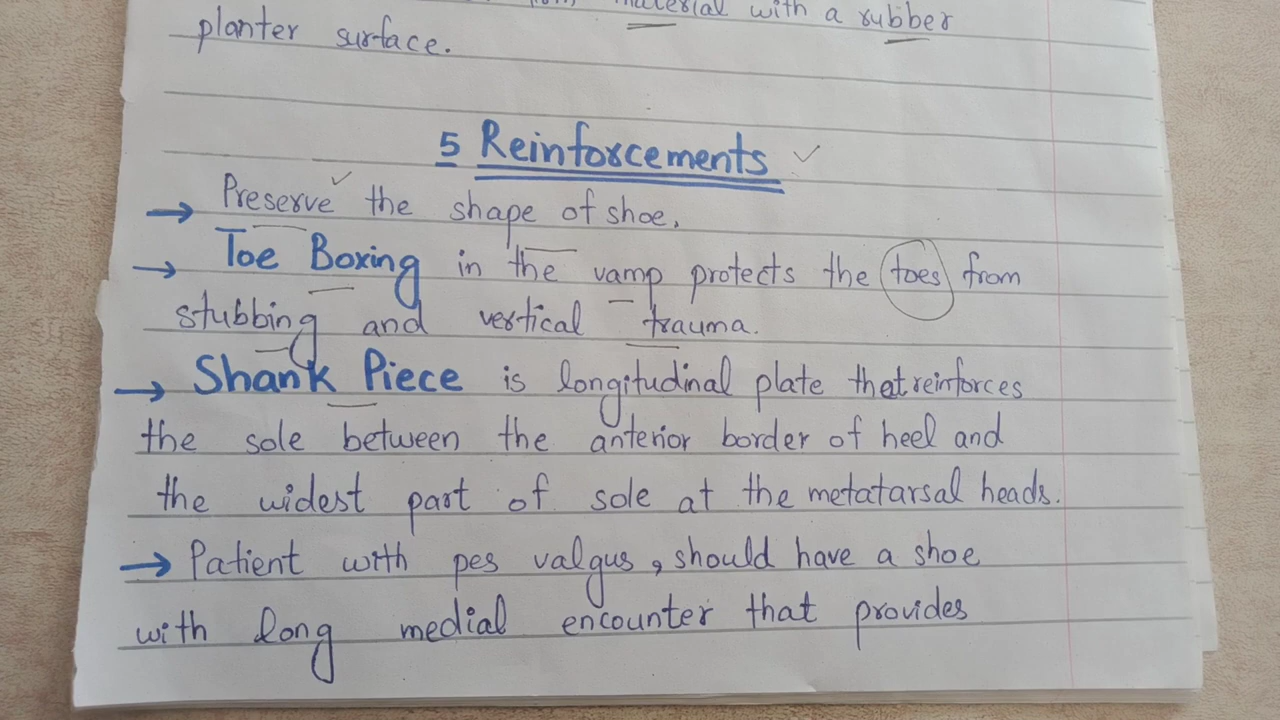 material with a rubber
planter surface.
5 Reinforcements
→ Preserve the shape of shoe.
→ Toe Boxing in the vamp protects the toes from
stubbing and vertical trauma.
→ Shank Piece is longitudinal plate that reinforces
the sole between the anterior border of heel and
the widest part of sole at the metatarsal heads.
→ Patient with pes valgus, should have a shoe
with long medial encounter that provides